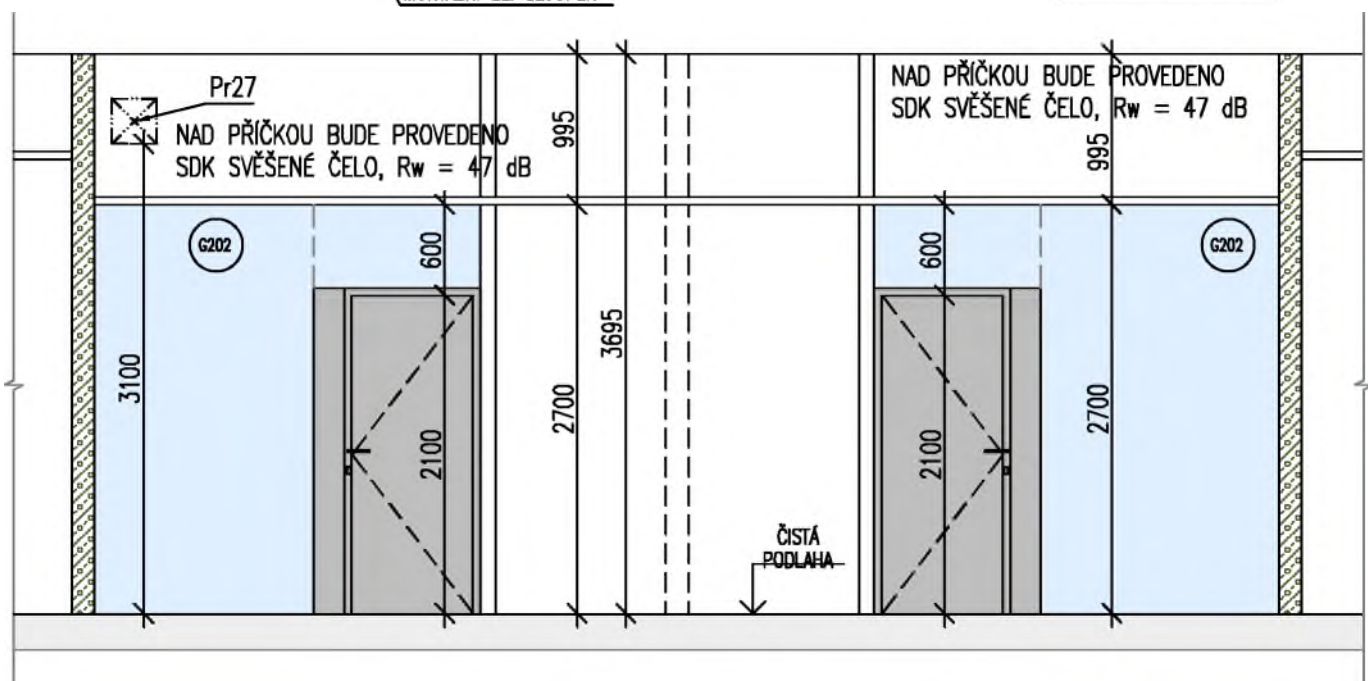 Pr27
NAD PŘÍČKOU BUDE PROVEDENO
SDK SVĚŠENÉ ČELO, Rw = 47 dB
NAD PŘÍČKOU BUDE PROVEDENO
SDK SVĚŠENÉ ČELO, Rw = 47 dB
995
995
G202
G202
600
600
3100
3695
2700
2700
2100
2100
ČISTÁ
PODLAHA